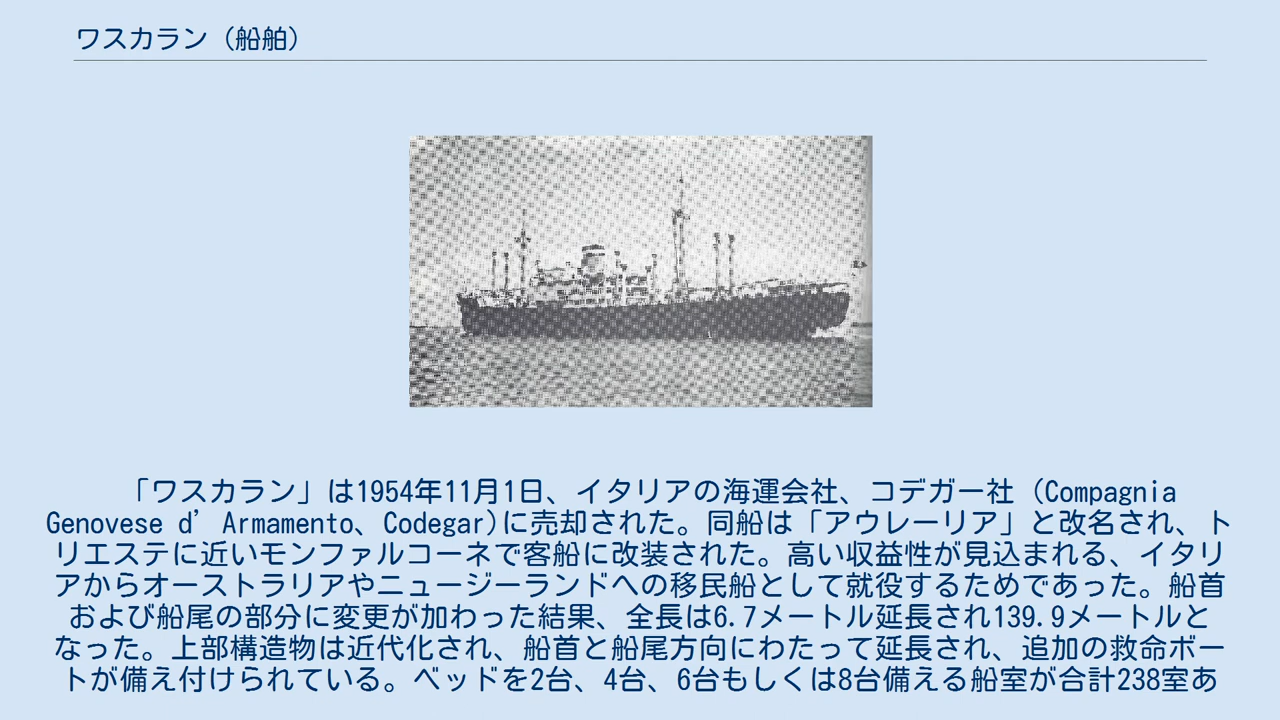 ワスカラン（船舶）
「ワスカラン」は1954年11月1日、イタリアの海運会社、コデガー社（Compagnia
Genovese d’Armamento、Codegar)に売却された。同船は「アウレーリア」と改名され、ト
リエステに近いモンファルコーネで客船に改装された。高い収益性が見込まれる、イタリ
アからオーストラリアやニュージーランドへの移民船として就役するためであった。船首
および船尾の部分に変更が加わった結果、全長は6.7メートル延長され139.9メートルと
なった。上部構造物は近代化され、船首と船尾方向にわたって延長され、追加の救命ボー
トが備え付けられている。ベッドを2台、4台、6台もしくは8台備える船室が合計238室あ